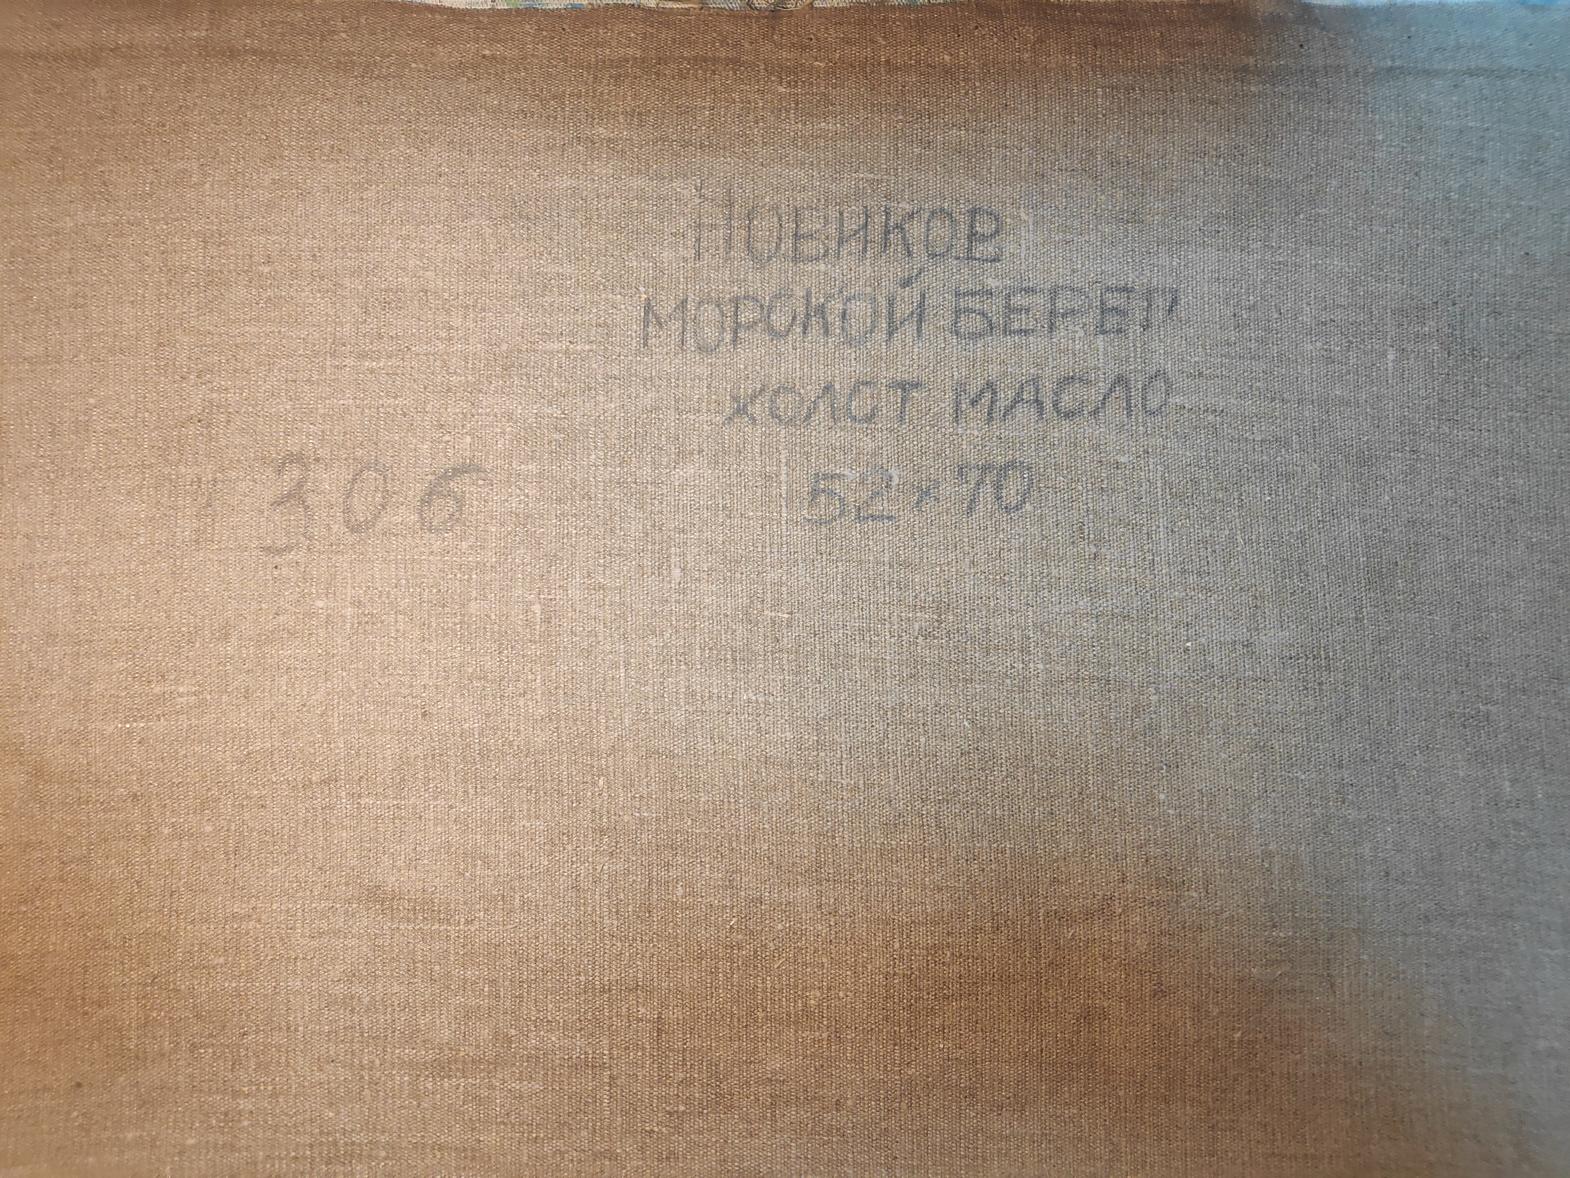 НОВИКОВ
МОРСКОЙ БЕРЕГ
ХОЛСТ МАСЛО
52×70
306